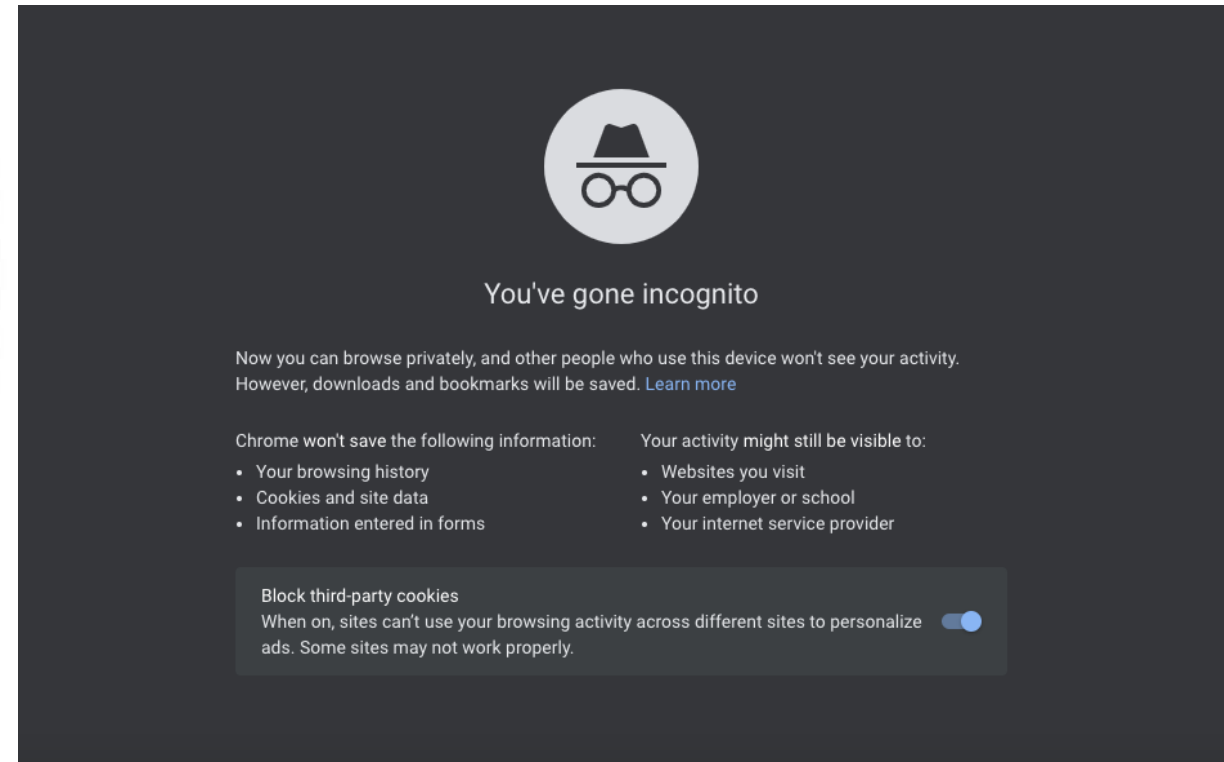 You've gone incognito
Now you can browse privately, and other people who use this device won't see your activity.
However, downloads and bookmarks will be saved. Learn more
Chrome won't save the following information:
• Your browsing history
• Cookies and site data
• Information entered in forms
Your activity might still be visible to:
• Websites you visit
• Your employer or school
• Your internet service provider
Block third-party cookies
When on, sites can’t use your browsing activity across different sites to personalize
ads. Some sites may not work properly.